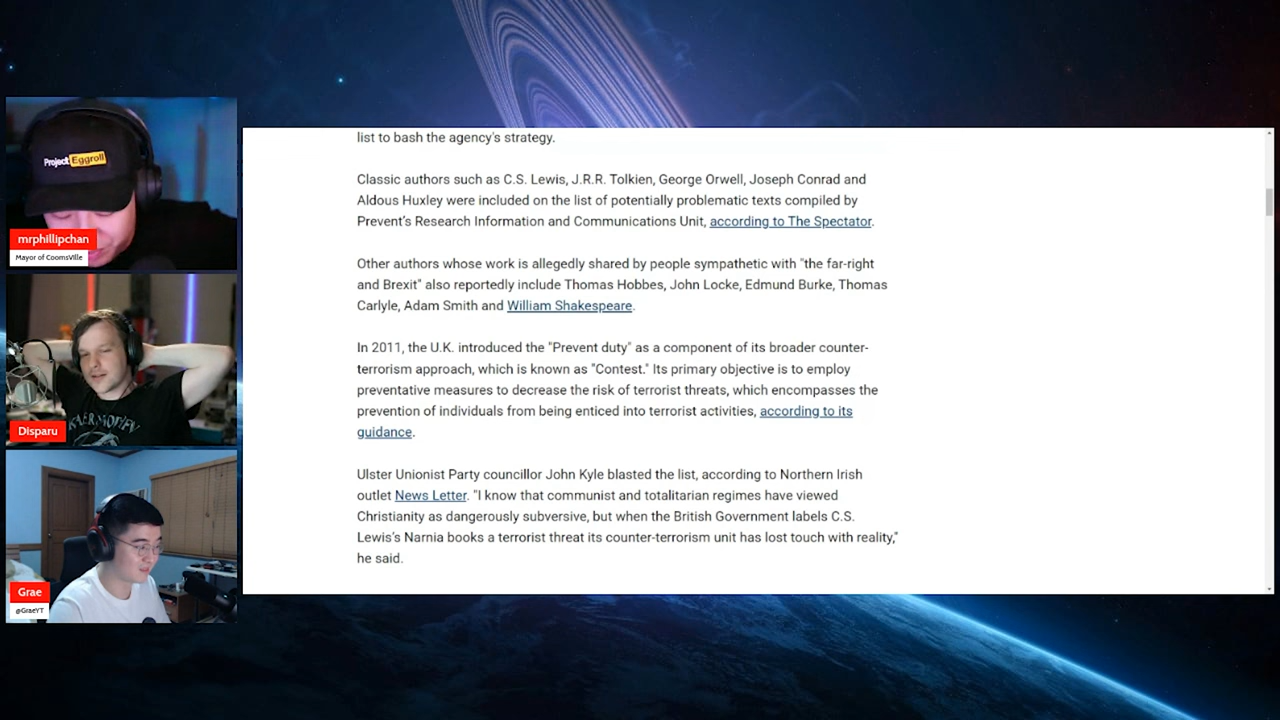 Project Eggroll
mrphillipchan
Mayor of CoomsVille
Disparu
Grae
@GraeYT
list to bash the agency's strategy.
Classic authors such as C.S. Lewis, J.R.R. Tolkien, George Orwell, Joseph Conrad and
Aldous Huxley were included on the list of potentially problematic texts compiled by
Prevent's Research Information and Communications Unit, according to The Spectator.
Other authors whose work is allegedly shared by people sympathetic with "the far-right
and Brexit" also reportedly include Thomas Hobbes, John Locke, Edmund Burke, Thomas
Carlyle, Adam Smith and William Shakespeare.
In 2011, the U.K. introduced the "Prevent duty" as a component of its broader counter-
terrorism approach, which is known as "Contest." Its primary objective is to employ
preventative measures to decrease the risk of terrorist threats, which encompasses the
prevention of individuals from being enticed into terrorist activities, according to its
guidance.
Ulster Unionist Party councillor John Kyle blasted the list, according to Northern Irish
outlet News Letter. "I know that communist and totalitarian regimes have viewed
Christianity as dangerously subversive, but when the British Government labels C.S.
Lewis's Narnia books a terrorist threat its counter-terrorism unit has lost touch with reality,"
he said.